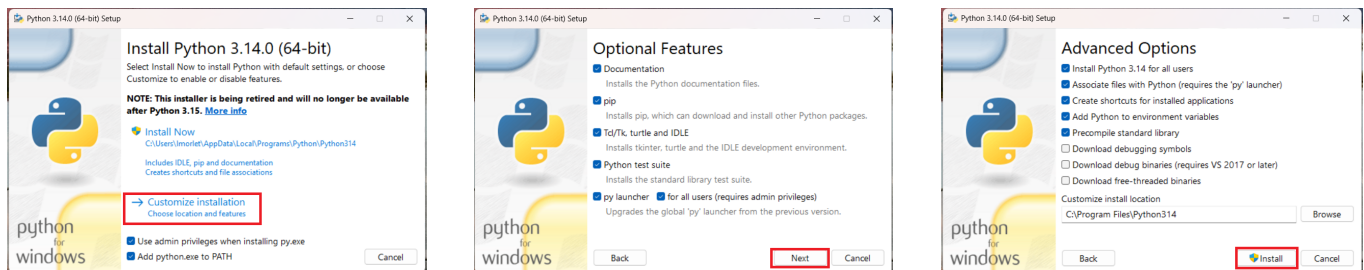 Python 3.14.0 (64-bit) Setup
Install Python 3.14.0 (64-bit)
Select Install Now to install Python with default settings, or choose
Customize to enable or disable features.
NOTE: This installer is being retired and will no longer be available
after Python 3.15. More info
Install Now
C:\Users\lmorlet\AppData\Local\Programs\Python\Python314
Includes IDLE, pip and documentation
Creates shortcuts and file associations
→ Customize installation
Choose location and features
Use admin privileges when installing py.exe
Add python.exe to PATH
Cancel
python
for
windows
Python 3.14.0 (64-bit) Setup
Optional Features
Documentation
Installs the Python documentation files.
pip
Installs pip, which can download and install other Python packages.
Tcl/Tk, turtle and IDLE
Installs tkinter, turtle and the IDLE development environment.
Python test suite
Installs the standard library test suite.
py launcher for all users (requires admin privileges)
Upgrades the global 'py' launcher from the previous version.
python
for
windows
Back Next Cancel
Python 3.14.0 (64-bit) Setup
Advanced Options
Install Python 3.14 for all users
Associate files with Python (requires the 'py' launcher)
Create shortcuts for installed applications
Add Python to environment variables
Precompile standard library
Download debugging symbols
Download debug binaries (requires VS 2017 or later)
Download free-threaded binaries
Customize install location
C:\Program Files\Python314 Browse
python
for
windows
Back Install Cancel